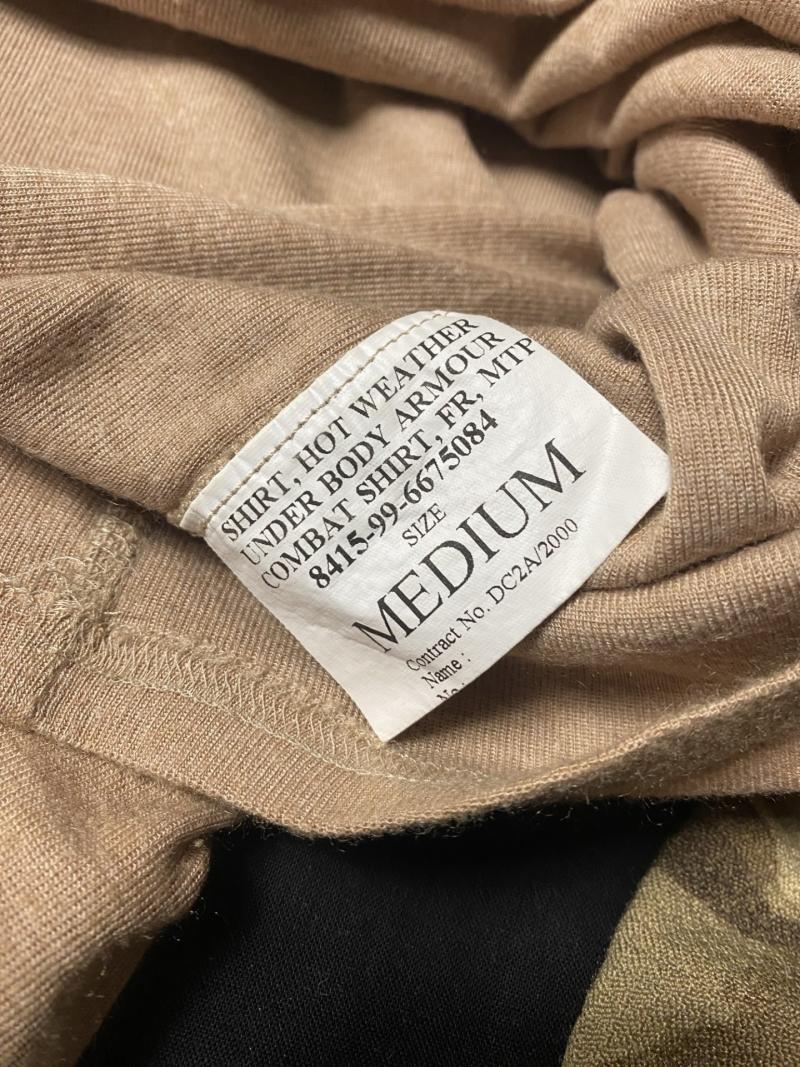 SHIRT, HOT WEATHER
UNDER BODY ARMOUR
COMBAT SHIRT, FR, MTP
8415-99-6675084
SIZE
MEDIUM
Contract No. DC2A/2000
Name :
No :